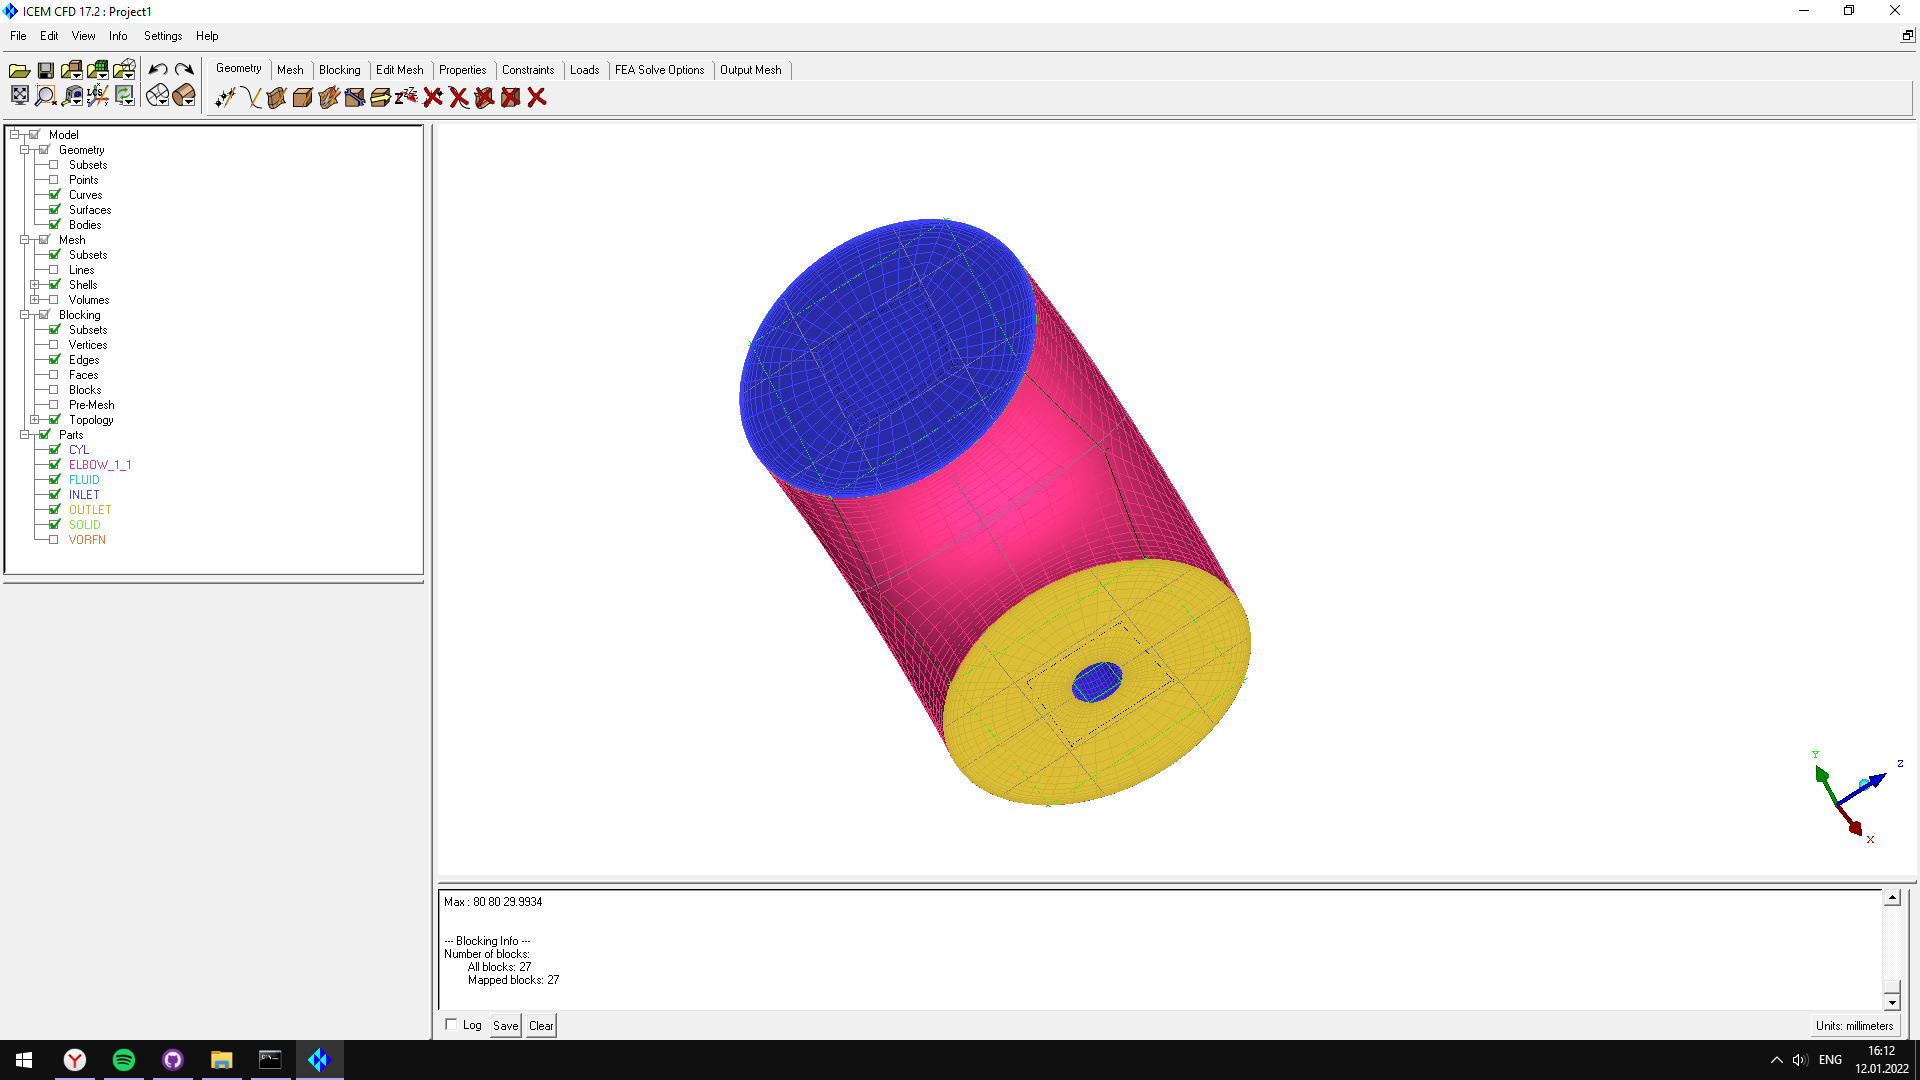 ICEM CFD 17.2 : Project1
File Edit View Info Settings Help
Geometry Mesh Blocking Edit Mesh Properties Constraints Loads FEA Solve Options Output Mesh
LCS
Model
Geometry
Subsets
Points
Curves
Surfaces
Bodies
Mesh
Subsets
Lines
Shells
Volumes
Blocking
Subsets
Vertices
Edges
Faces
Blocks
Pre-Mesh
Topology
Parts
CYL
ELBOW_1_1
FLUID
INLET
OUTLET
SOLID
VORFN
Y
Z
X
Max : 80 80 29.9934
--- Blocking Info ---
Number of blocks:
All blocks: 27
Mapped blocks: 27
Log Save Clear
Units: millimeters
ENG
16:12
12.01.2022